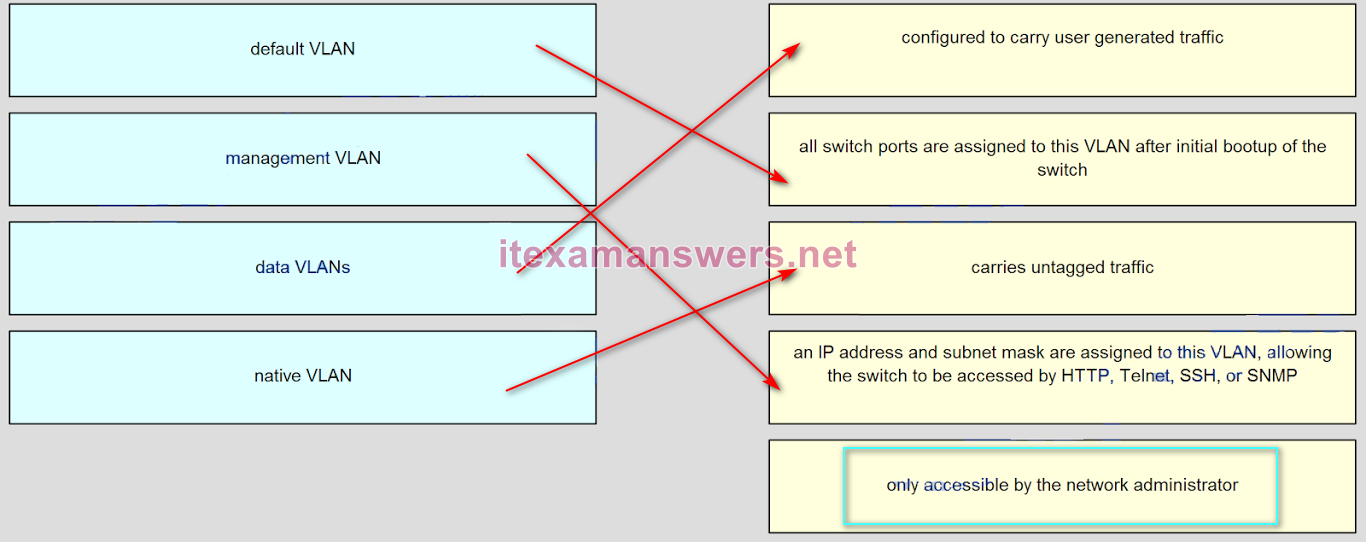 default VLAN
configured to carry user generated traffic
management VLAN
all switch ports are assigned to this VLAN after initial bootup of the
switch
data VLANs
itexamanswers.net
carries untagged traffic
native VLAN
an IP address and subnet mask are assigned to this VLAN, allowing
the switch to be accessed by HTTP, Telnet, SSH, or SNMP
only accessible by the network administrator